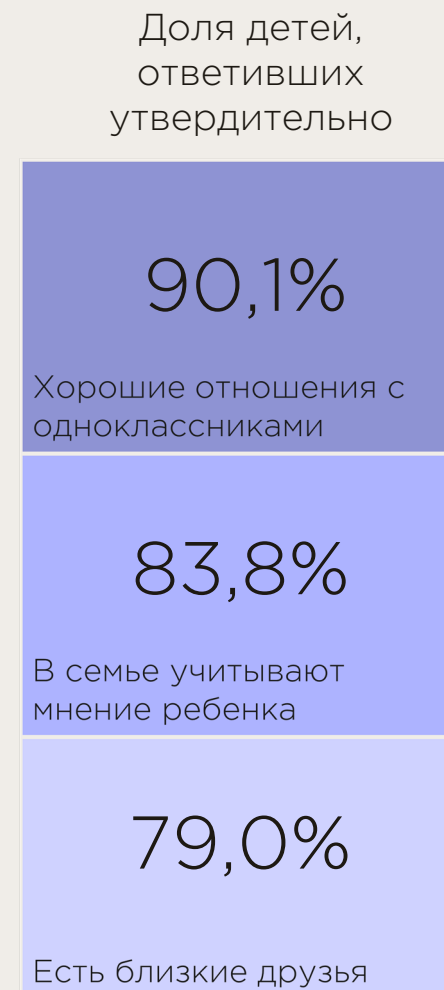 Доля детей,
ответивших
утвердительно
90,1%
Хорошие отношения с
одноклассниками
83,8%
В семье учитывают
мнение ребенка
79,0%
Есть близкие друзья